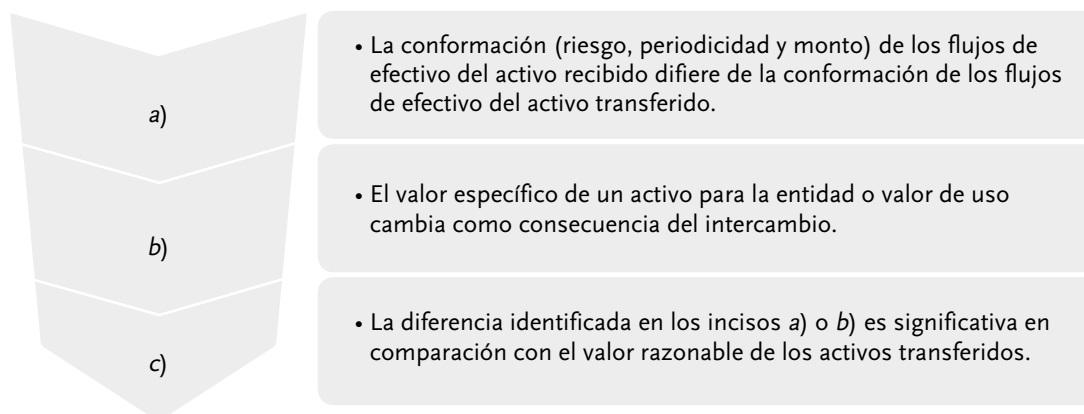 a)
• La conformación (riesgo, periodicidad y monto) de los flujos de
efectivo del activo recibido difiere de la conformación de los flujos
de efectivo del activo transferido.
b)
• El valor específico de un activo para la entidad o valor de uso
cambia como consecuencia del intercambio.
c)
• La diferencia identificada en los incisos a) o b) es significativa en
comparación con el valor razonable de los activos transferidos.